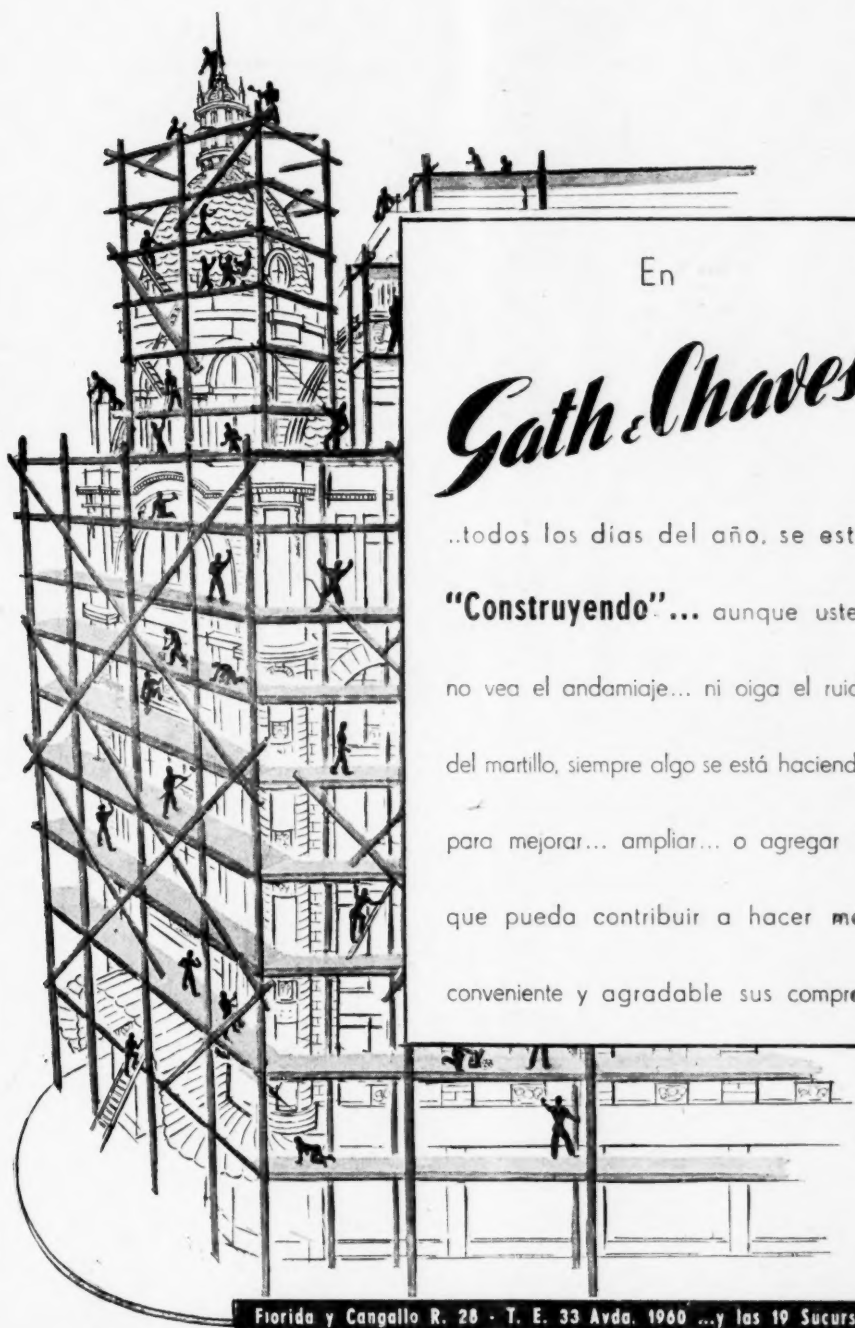 En
Gath & Chaves
..todos los días del año, se est
"Construyendo"... aunque uste
no vea el andamiaje... ni oiga el ruid
del martillo, siempre algo se está haciend
para mejorar... ampliar... o agregar
que pueda contribuir a hacer
conveniente y agradable sus compr
Florida y Cangallo R. 28 - T. E. 33 Avda. 1960 ...y las 19 Sucurs